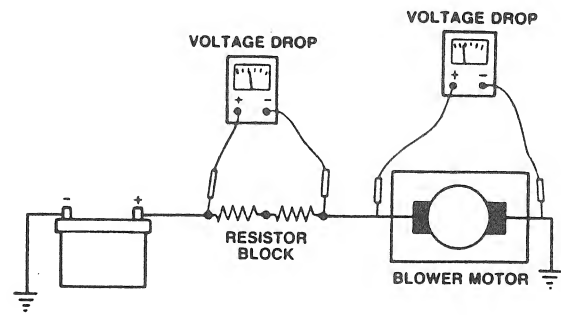 VOLTAGE DROP
VOLTAGE DROP
+ -
+ -
- +
RESISTOR
BLOCK
BLOWER MOTOR